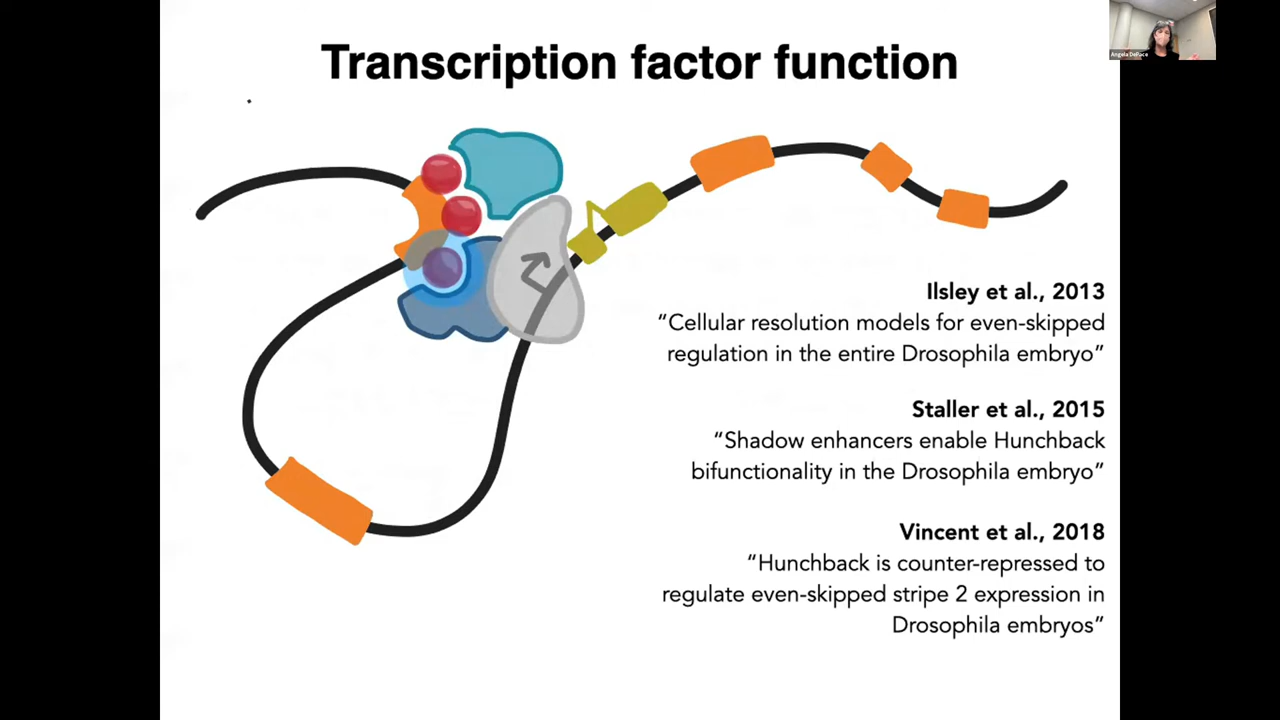 Transcription factor function
Angela DePace
Ilsley et al., 2013
“Cellular resolution models for even-skipped
regulation in the entire Drosophila embryo”
Staller et al., 2015
“Shadow enhancers enable Hunchback
bifunctionality in the Drosophila embryo”
Vincent et al., 2018
“Hunchback is counter-repressed to
regulate even-skipped stripe 2 expression in
Drosophila embryos”